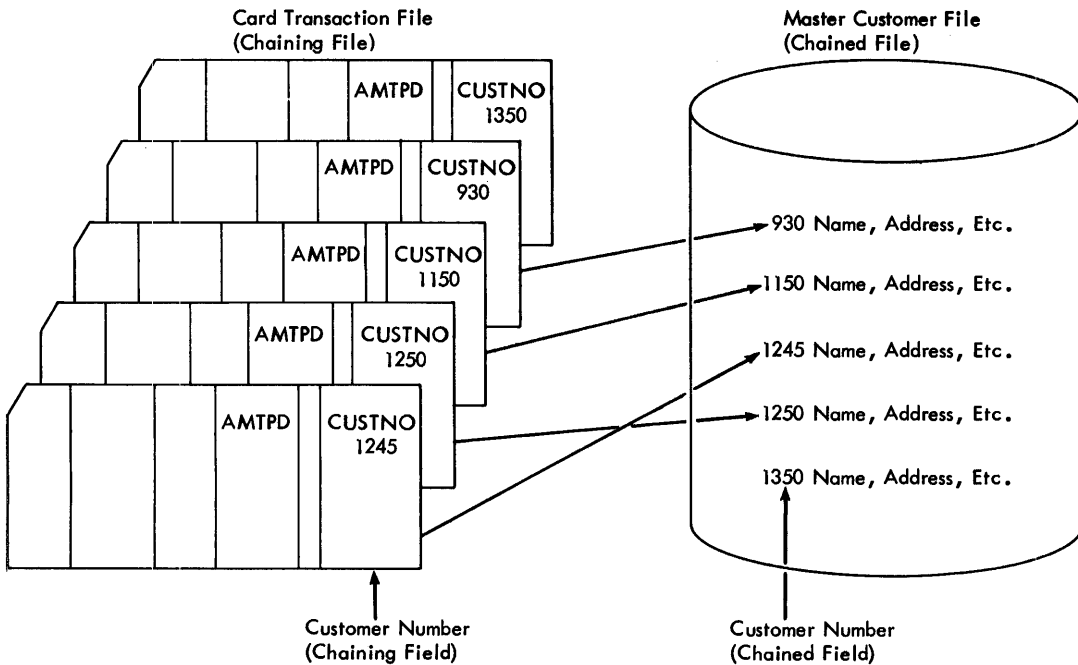 Card Transaction File
(Chaining File)
Master Customer File
(Chained File)
AMTPD
CUSTNO
1350
AMTPD
CUSTNO
930
AMTPD
CUSTNO
1150
AMTPD
CUSTNO
1250
AMTPD
CUSTNO
1245
930 Name, Address, Etc.
1150 Name, Address, Etc.
1245 Name, Address, Etc.
1250 Name, Address, Etc.
1350 Name, Address, Etc.
Customer Number
(Chaining Field)
Customer Number
(Chained Field)